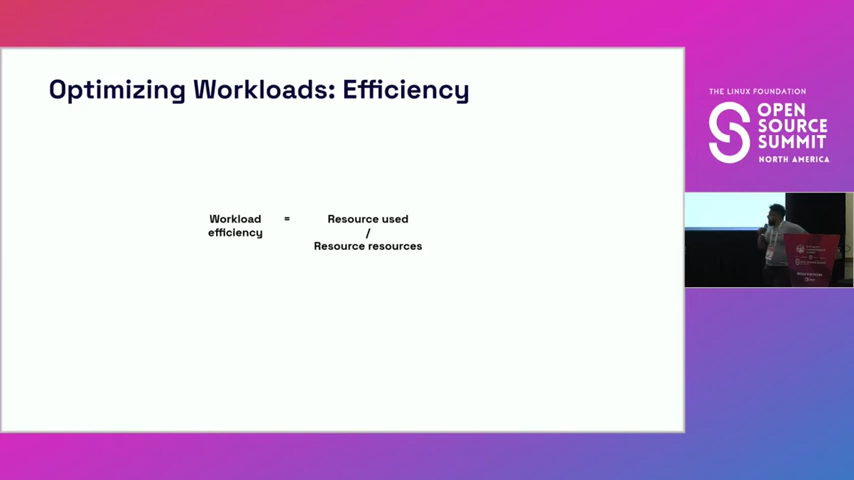 Optimizing Workloads: Efficiency
Workload
efficiency
=
Resource used
/
Resource resources
THE LINUX FOUNDATION
OPEN
SOURCE
SUMMIT
NORTH AMERICA